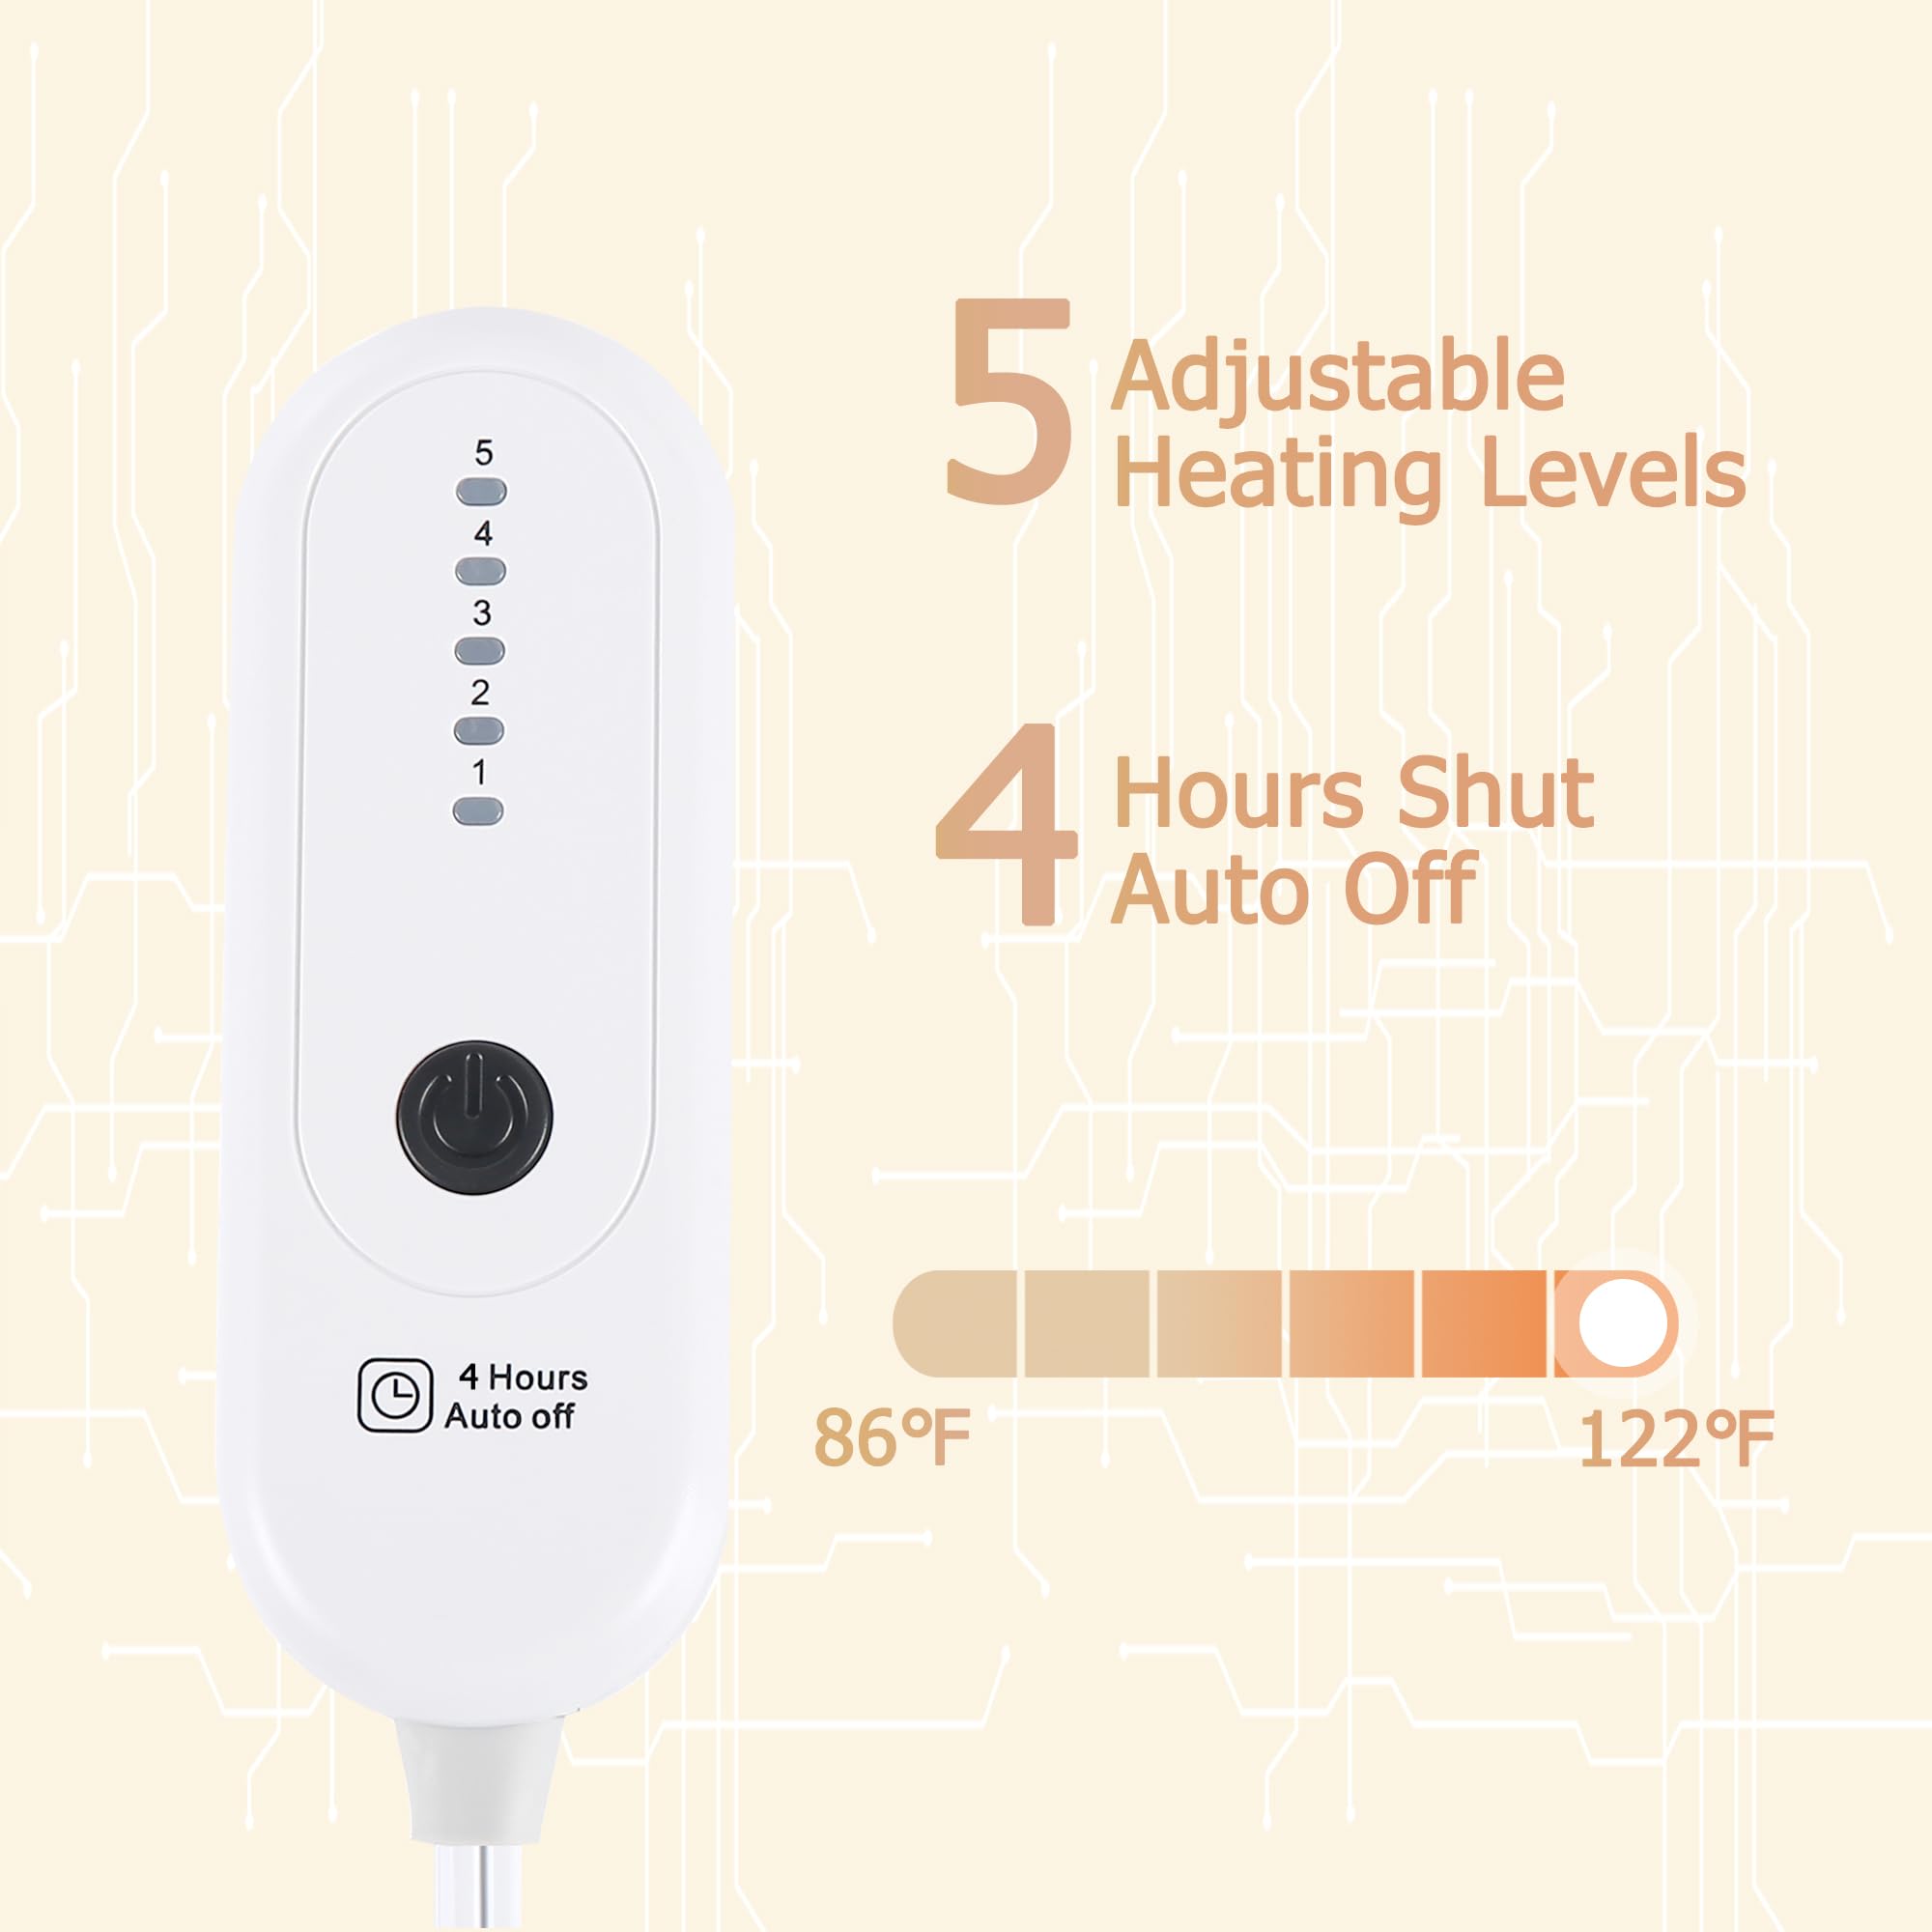 5
4
3
2
1
4 Hours
Auto off
5 Adjustable
Heating Levels
4 Hours Shut
Auto Off
86°F
122°F